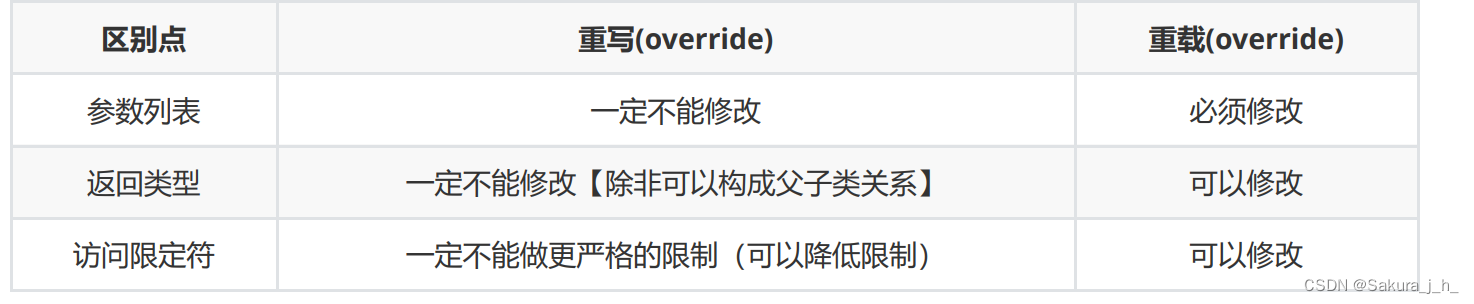 区别点 重写(override) 重载(override)
参数列表 一定不能修改 必须修改
返回类型 一定不能修改【除非可以构成父子类关系】 可以修改
访问限定符 一定不能做更严格的限制（可以降低限制） 可以修改
CSDN @Sakura_j_h_